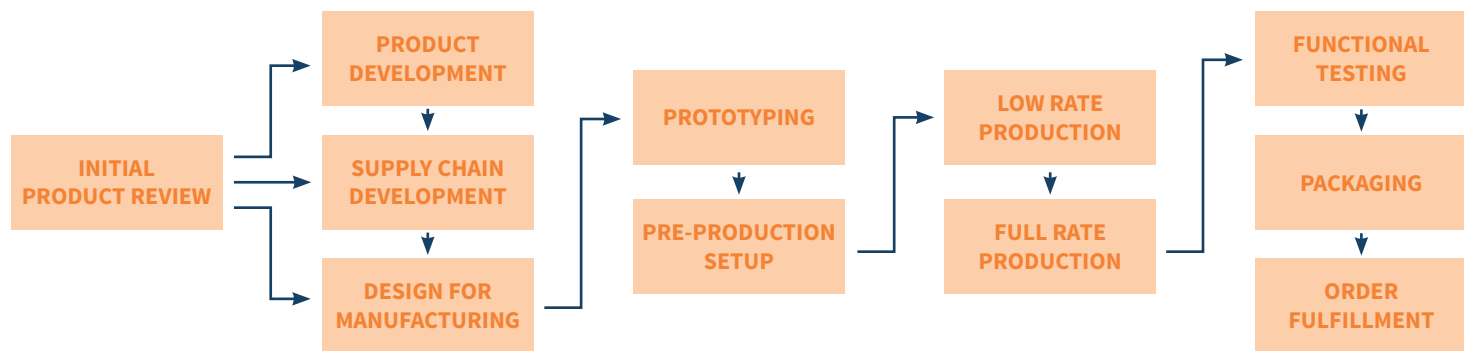 INITIAL
PRODUCT REVIEW
PRODUCT
DEVELOPMENT
SUPPLY CHAIN
DEVELOPMENT
DESIGN FOR
MANUFACTURING
PROTOTYPING
PRE-PRODUCTION
SETUP
LOW RATE
PRODUCTION
FULL RATE
PRODUCTION
FUNCTIONAL
TESTING
PACKAGING
ORDER
FULFILLMENT